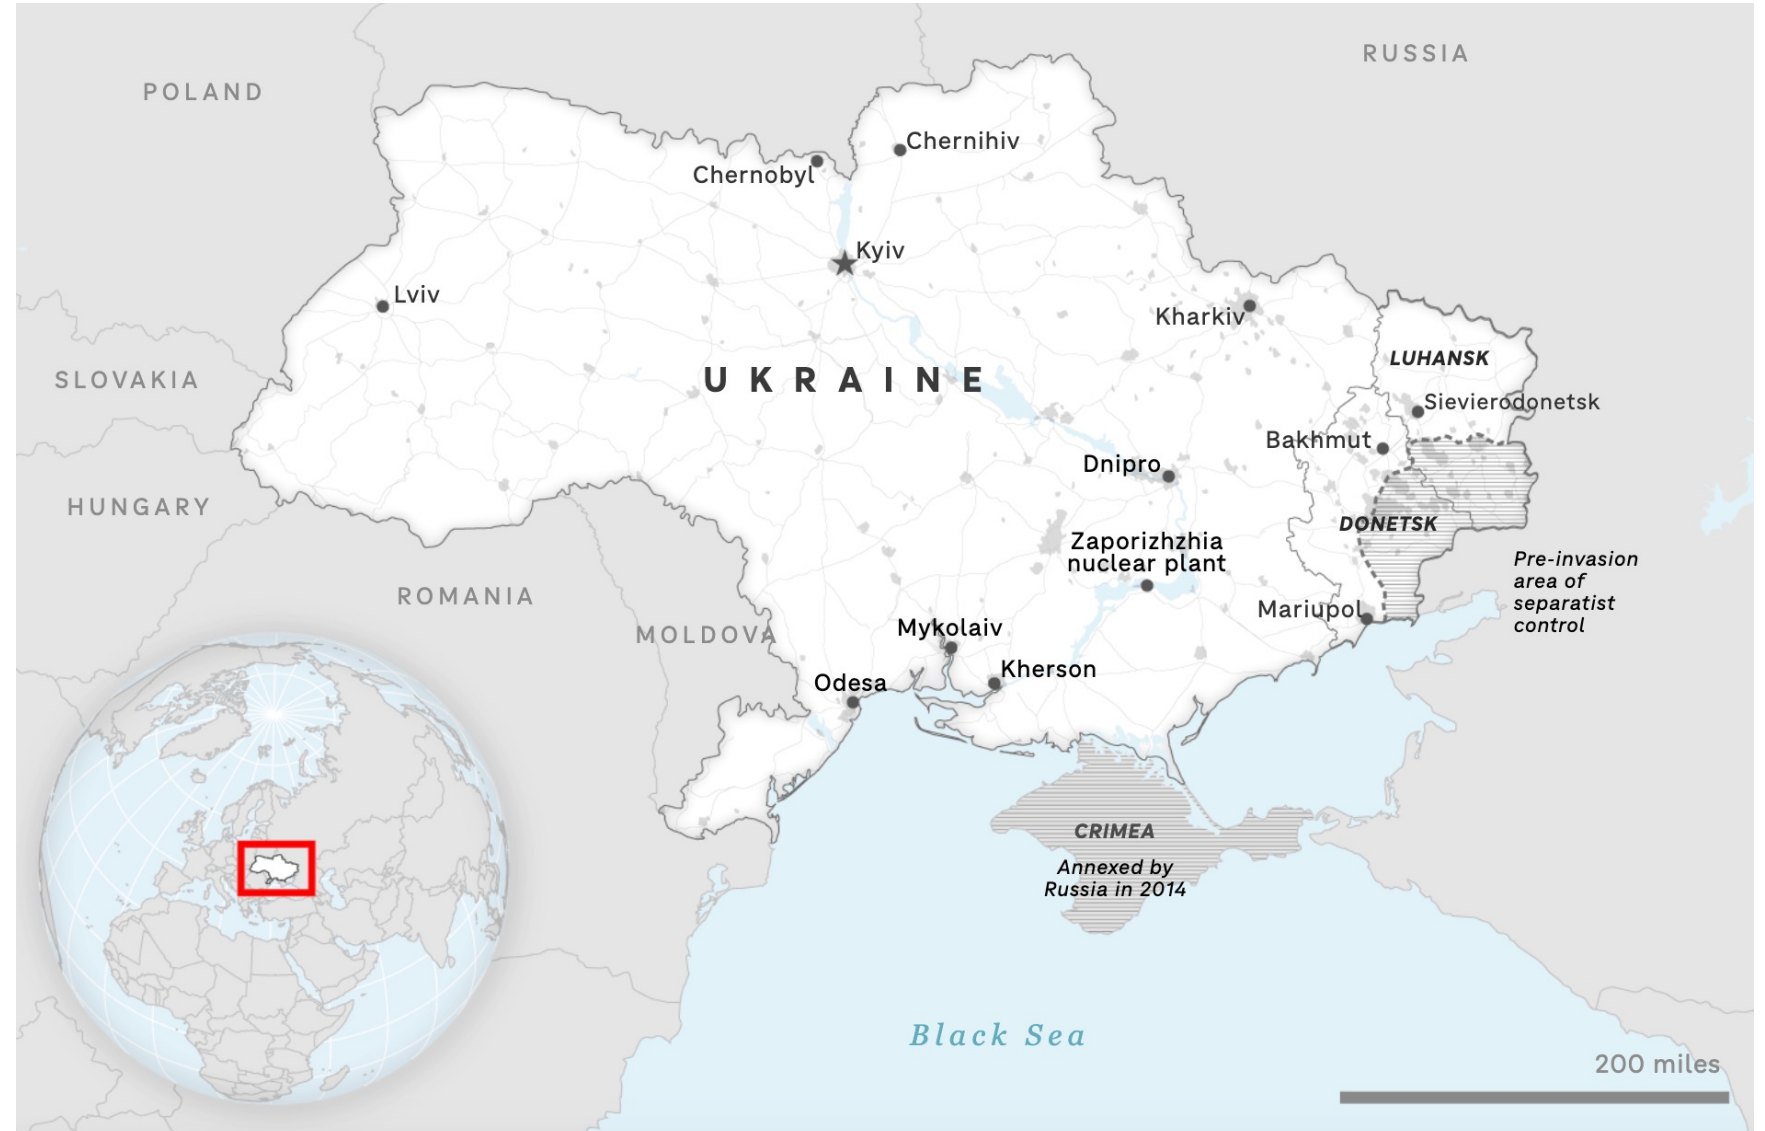 RUSSIA
POLAND
Chernihiv
Chernobyl
Kyiv
Lviv
Kharkiv
UKRAINE
LUHANSK
SLOVAKIA
Sievierodonetsk
Bakhmut
Dnipro
HUNGARY
DONETSK
Zaporizhzhia
nuclear plant
Pre-invasion
area of
separatist
control
ROMANIA
Mariupol
MOLDOVA
Mykolaiv
Kherson
Odesa
CRIMEA
Annexed by
Russia in 2014
Black Sea
200 miles